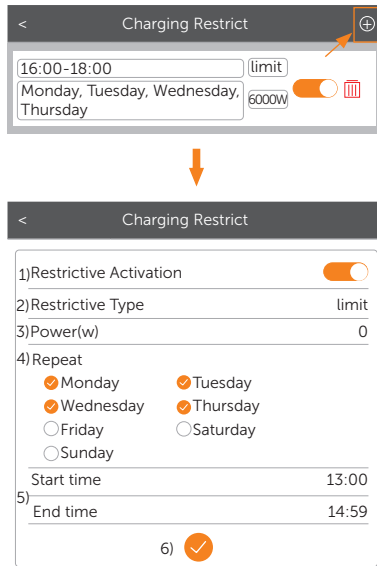 < Charging Restrict
16:00-18:00 limit
Monday, Tuesday, Wednesday,
Thursday
6000W
< Charging Restrict
1)Restrictive Activation
2)Restrictive Type limit
3)Power(w) 0
4)Repeat
Monday Tuesday
Wednesday Thursday
Friday Saturday
Sunday
Start time 13:00
5)
End time 14:59
6)